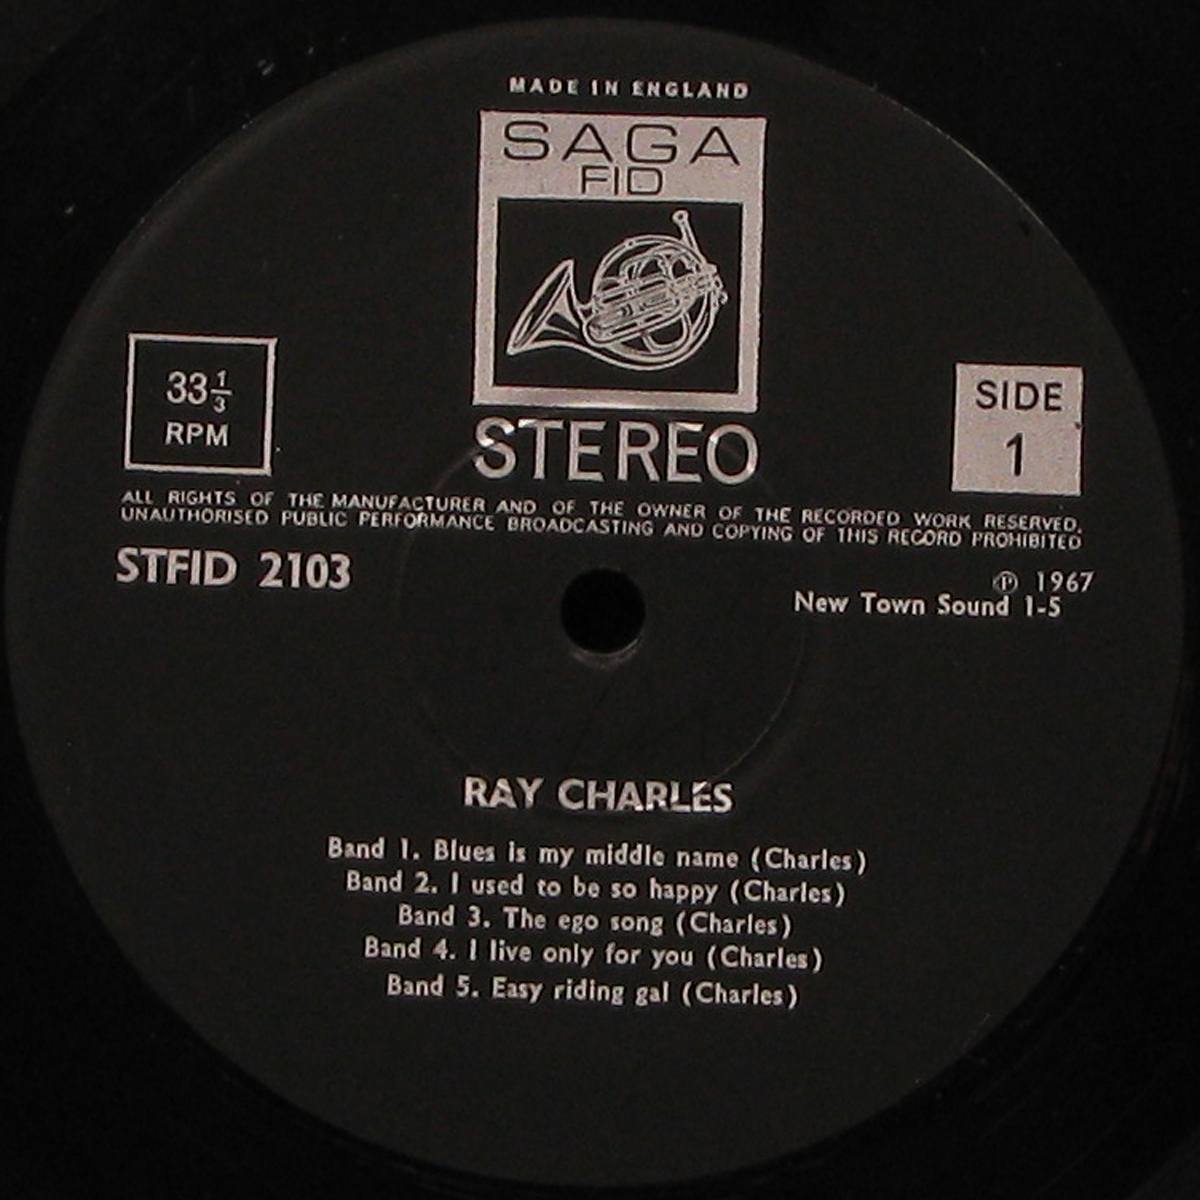 MADE IN ENGLAND
SAGA
FID
33 1/3
RPM
SIDE
1
STEREO
ALL RIGHTS OF THE MANUFACTURER AND OF THE OWNER OF THE RECORDED WORK RESERVED.
UNAUTHORISED PUBLIC PERFORMANCE BROADCASTING AND COPYING OF THIS RECORD PROHIBITED
STFID 2103
℗ 1967
New Town Sound 1-5
RAY CHARLES
Band 1. Blues is my middle name (Charles)
Band 2. I used to be so happy (Charles)
Band 3. The ego song (Charles)
Band 4. I live only for you (Charles)
Band 5. Easy riding gal (Charles)